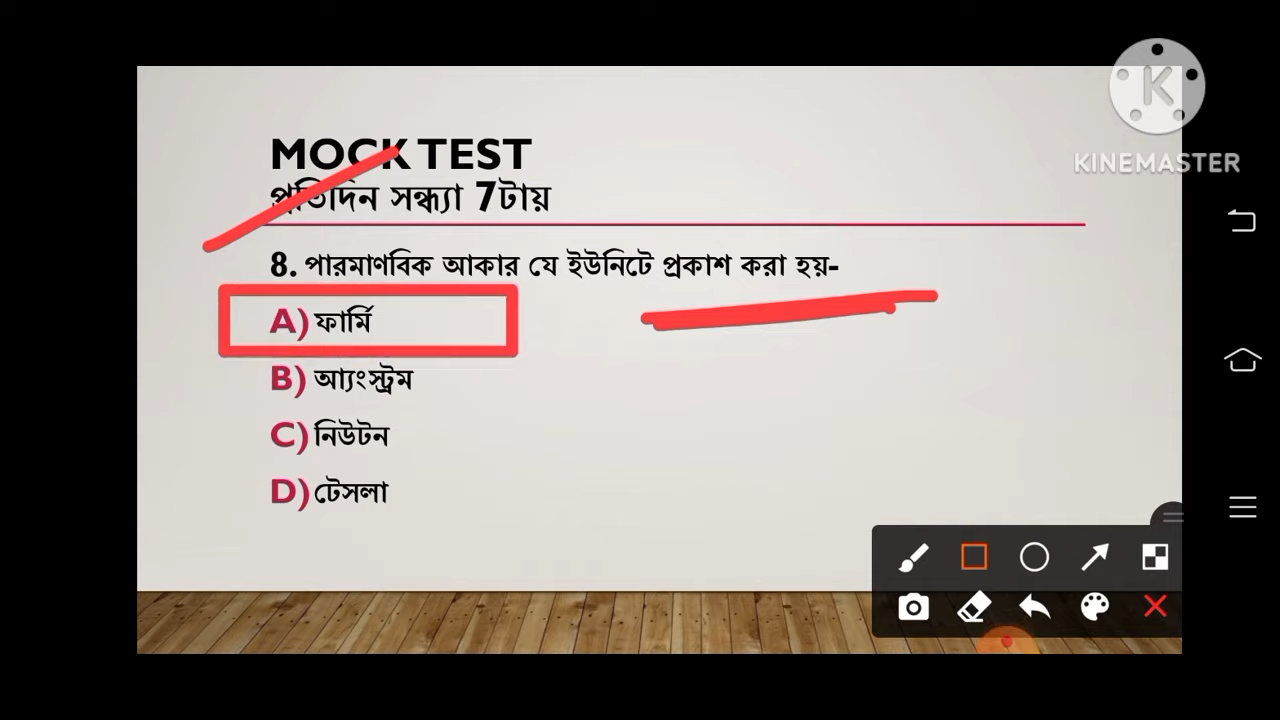 MOCK TEST
প্রতিদিন সন্ধ্যা 7টায়
8. পারমাণবিক আকার যে ইউনিটে প্রকাশ করা হয়-
A) ফার্মি
B) অ্যাংস্ট্রম
C) নিউটন
D) টেসলা
K
KINEMASTER